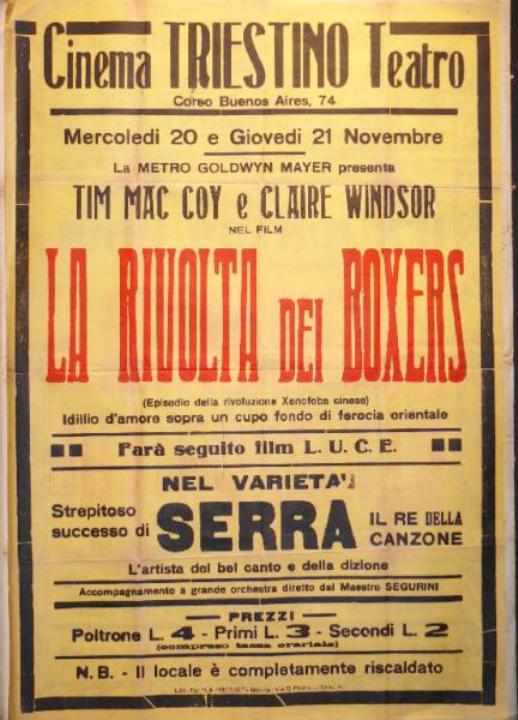 Cinema TRIESTINO Teatro
Corso Buenos Aires, 74
Mercoledi 20 e Giovedi 21 Novembre
La METRO GOLDWYN MAYER presenta
TIM MAC COY e CLAIRE WINDSOR
NEL FILM
LA RIVOLTA DEI BOXERS
(Episodio della rivoluzione Xenofoba cinese)
Idillio d'amore sopra un cupo fondo di ferocia orientale
Farà seguito film L. U. C. E.
NEL VARIETA'
Strepitoso successo di SERRA IL RE DELLA CANZONE
L'artista del bel canto e della dizione
Accompagnamento a grande orchestra diretto dal Maestro SEGURINI
PREZZI
Poltrone L. 4 - Primi L. 3 - Secondi L. 2
(compreso tassa erariale)
N. B. - Il locale è completamente riscaldato